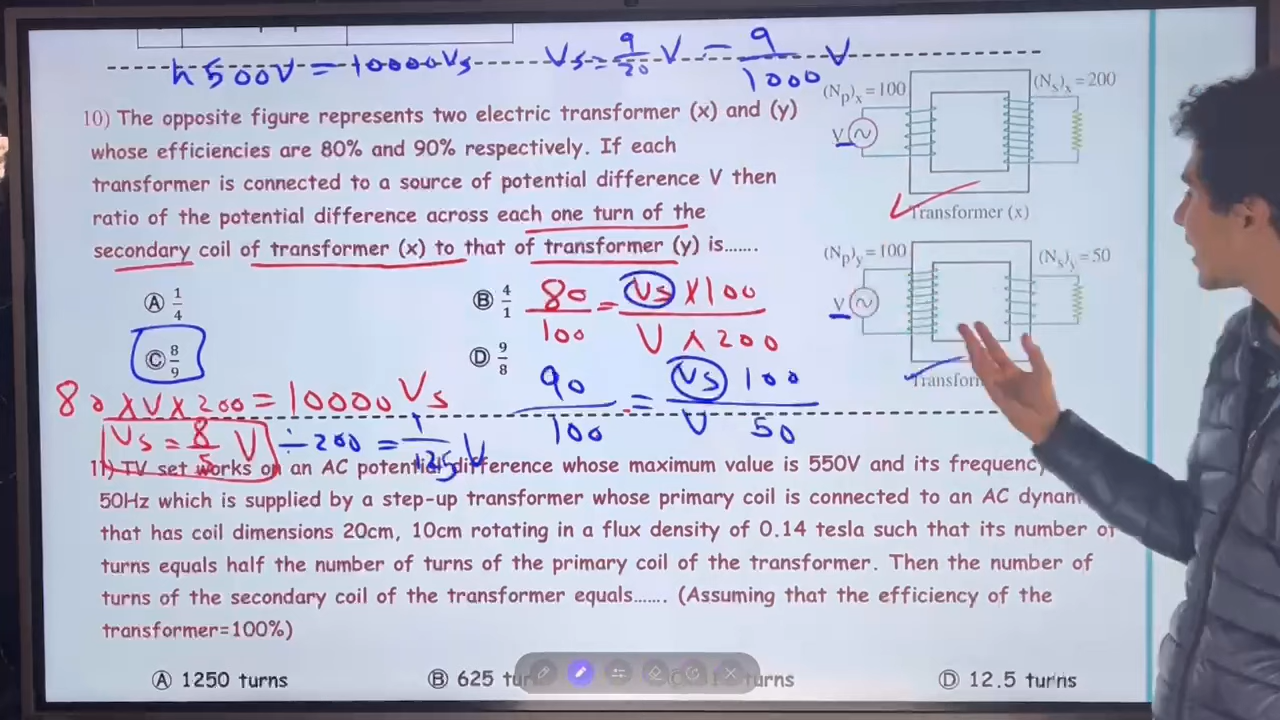 h500V = 10000Vs
Vs = 9/20 V = 9/1000 V
10) The opposite figure represents two electric transformer (x) and (y)
whose efficiencies are 80% and 90% respectively. If each
transformer is connected to a source of potential difference V then
ratio of the potential difference across each one turn of the
secondary coil of transformer (x) to that of transformer (y) is.......
(Np)x = 100
(Ns)x = 200
V
Transformer (x)
(Np)y = 100
(Ns)y = 50
V
Ⓐ 1/4
Ⓑ 4/1
Ⓒ 8/9
Ⓓ 9/8
80/100 = Vs × 100 / V × 200
90/100 = Vs 100 / V 50
80 × V × 200 = 10000 Vs
Vs = 8/5 V ÷ 200 = 1/125 V
11) TV set works on an AC potential difference whose maximum value is 550V and its frequency
50Hz which is supplied by a step-up transformer whose primary coil is connected to an AC
that has coil dimensions 20cm, 10cm rotating in a flux density of 0.14 tesla such that its number of
turns equals half the number of turns of the primary coil of the transformer. Then the number of
turns of the secondary coil of the transformer equals....... (Assuming that the efficiency of the
transformer=100%)
Ⓐ 1250 turns
Ⓑ 625
turns
Ⓓ 12.5 turns